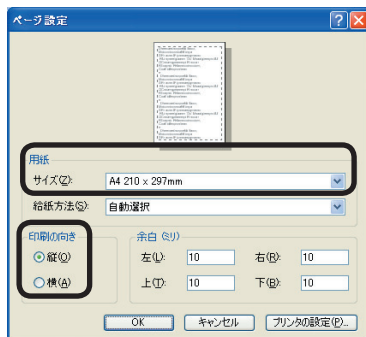 ページ設定
用紙
サイズ(Z): A4 210 x 297mm
給紙方法(S): 自動選択
印刷の向き
縦(O)
横(A)
余白 (ミリ)
左(L): 10 右(R): 10
上(T): 10 下(B): 10
OK キャンセル プリンタの設定(P)...